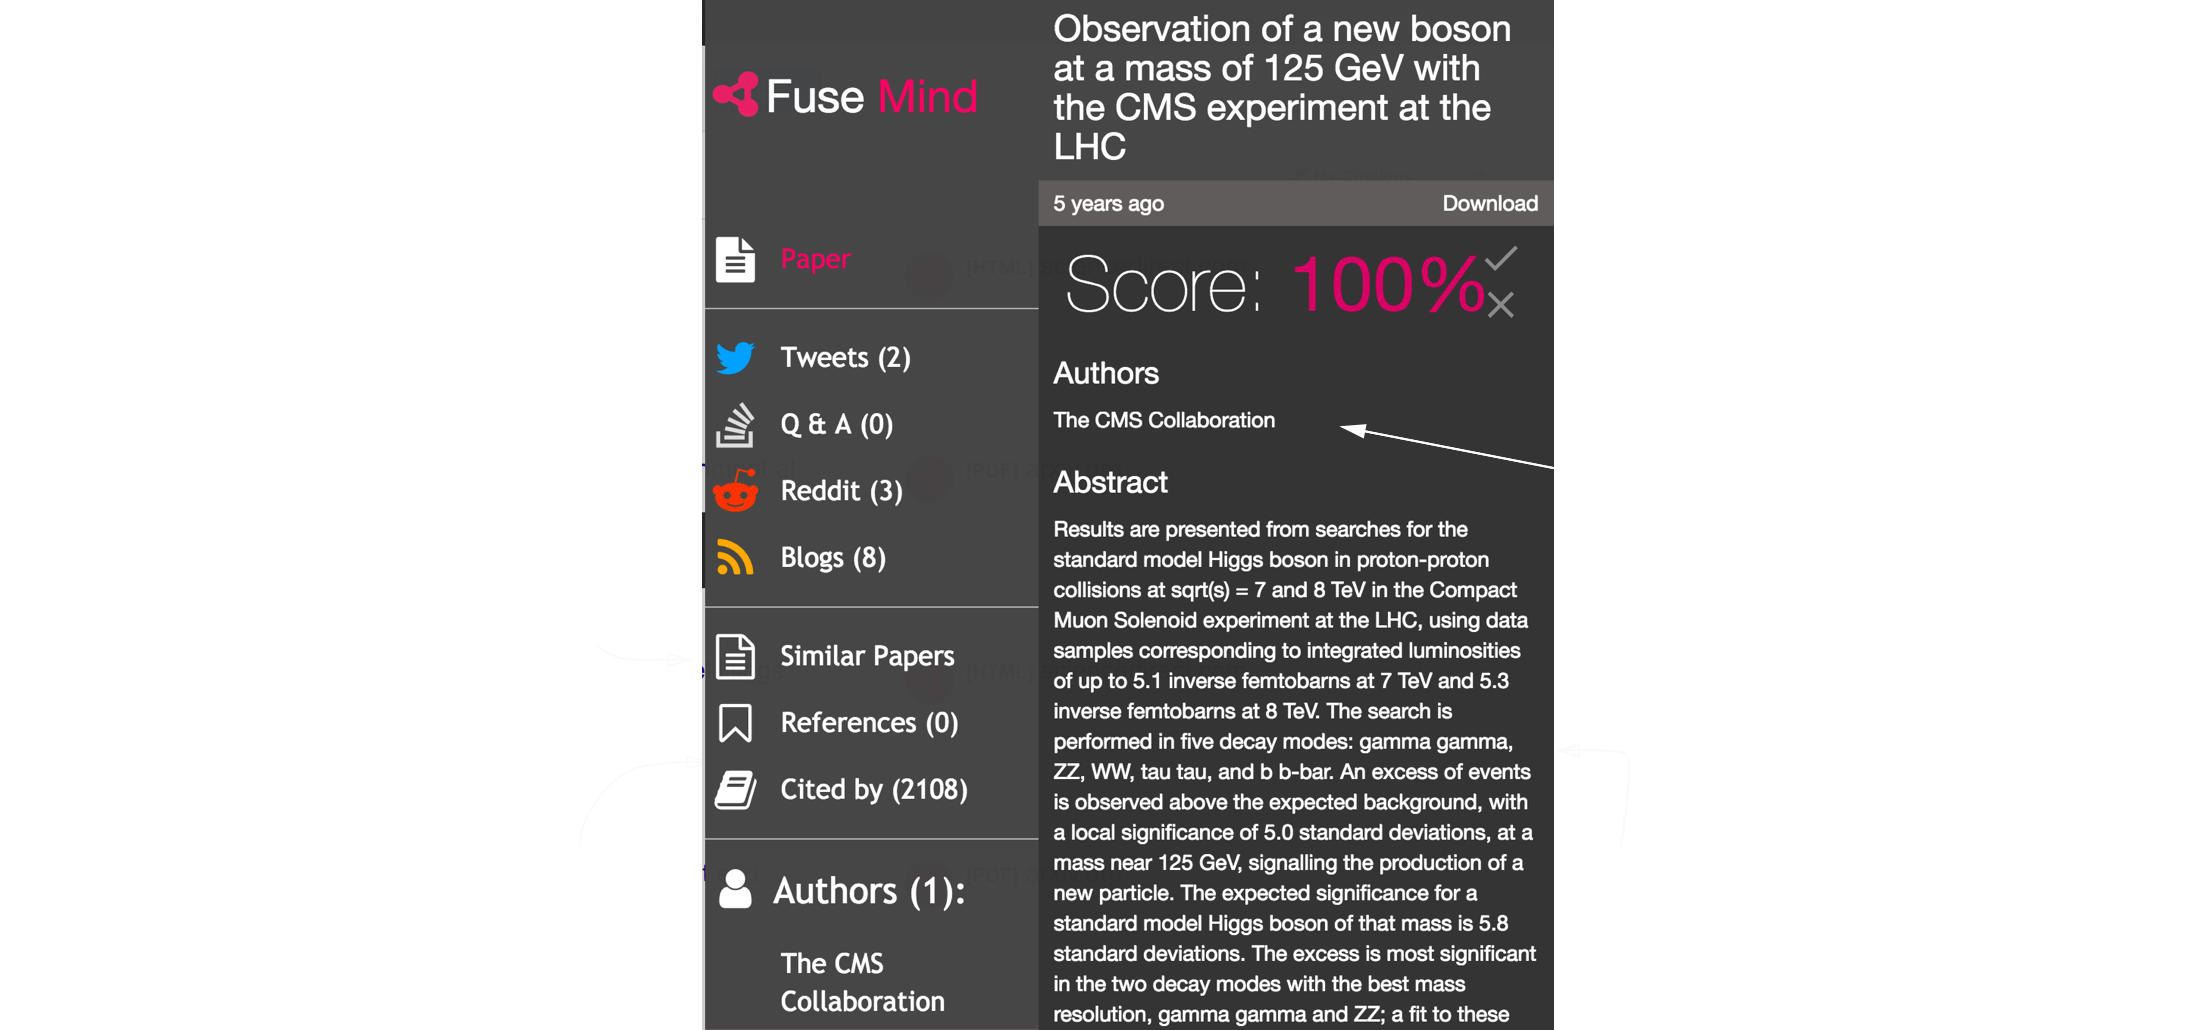 Fuse Mind
Paper
Tweets (2)
Q & A (0)
Reddit (3)
Blogs (8)
Similar Papers
References (0)
Cited by (2108)
Authors (1):
The CMS
Collaboration
Observation of a new boson
at a mass of 125 GeV with
the CMS experiment at the
LHC
5 years ago
Download
Score: 100%
Authors
The CMS Collaboration
Abstract
Results are presented from searches for the
standard model Higgs boson in proton-proton
collisions at sqrt(s) = 7 and 8 TeV in the Compact
Muon Solenoid experiment at the LHC, using data
samples corresponding to integrated luminosities
of up to 5.1 inverse femtobarns at 7 TeV and 5.3
inverse femtobarns at 8 TeV. The search is
performed in five decay modes: gamma gamma,
ZZ, WW, tau tau, and b b-bar. An excess of events
is observed above the expected background, with
a local significance of 5.0 standard deviations, at a
mass near 125 GeV, signalling the production of a
new particle. The expected significance for a
standard model Higgs boson of that mass is 5.8
standard deviations. The excess is most significant
in the two decay modes with the best mass
resolution, gamma gamma and ZZ; a fit to these